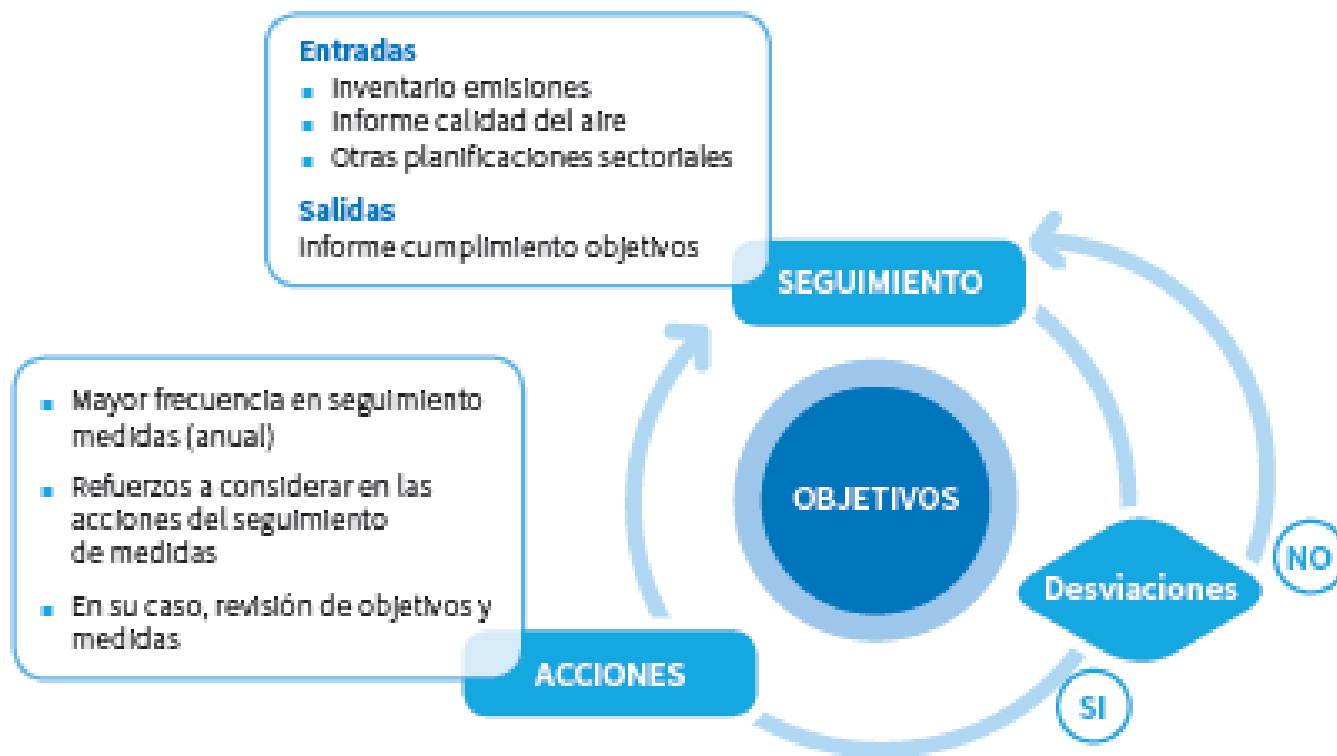 Entradas
▪ Inventario emisiones
▪ Informe calidad del aire
▪ Otras planificaciones sectoriales
Salidas
Informe cumplimiento objetivos
SEGUIMIENTO
▪ Mayor frecuencia en seguimiento
medidas (anual)
▪ Refuerzos a considerar en las
acciones del seguimiento
de medidas
▪ En su caso, revisión de objetivos y
medidas
OBJETIVOS
NO
Desviaciones
ACCIONES
SI